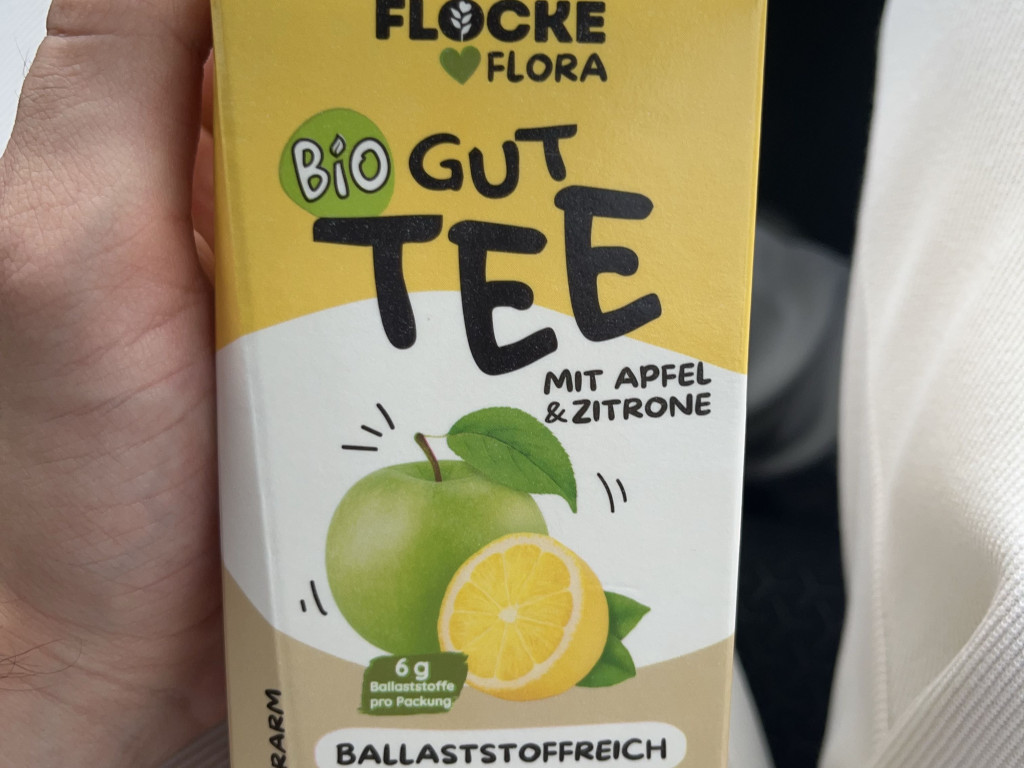 FLOCKE
FLORA
BiO GUT
TEE
MIT APFEL
& ZITRONE
6 g
Ballaststoffe
pro Packung
BALLASTSTOFFREICH